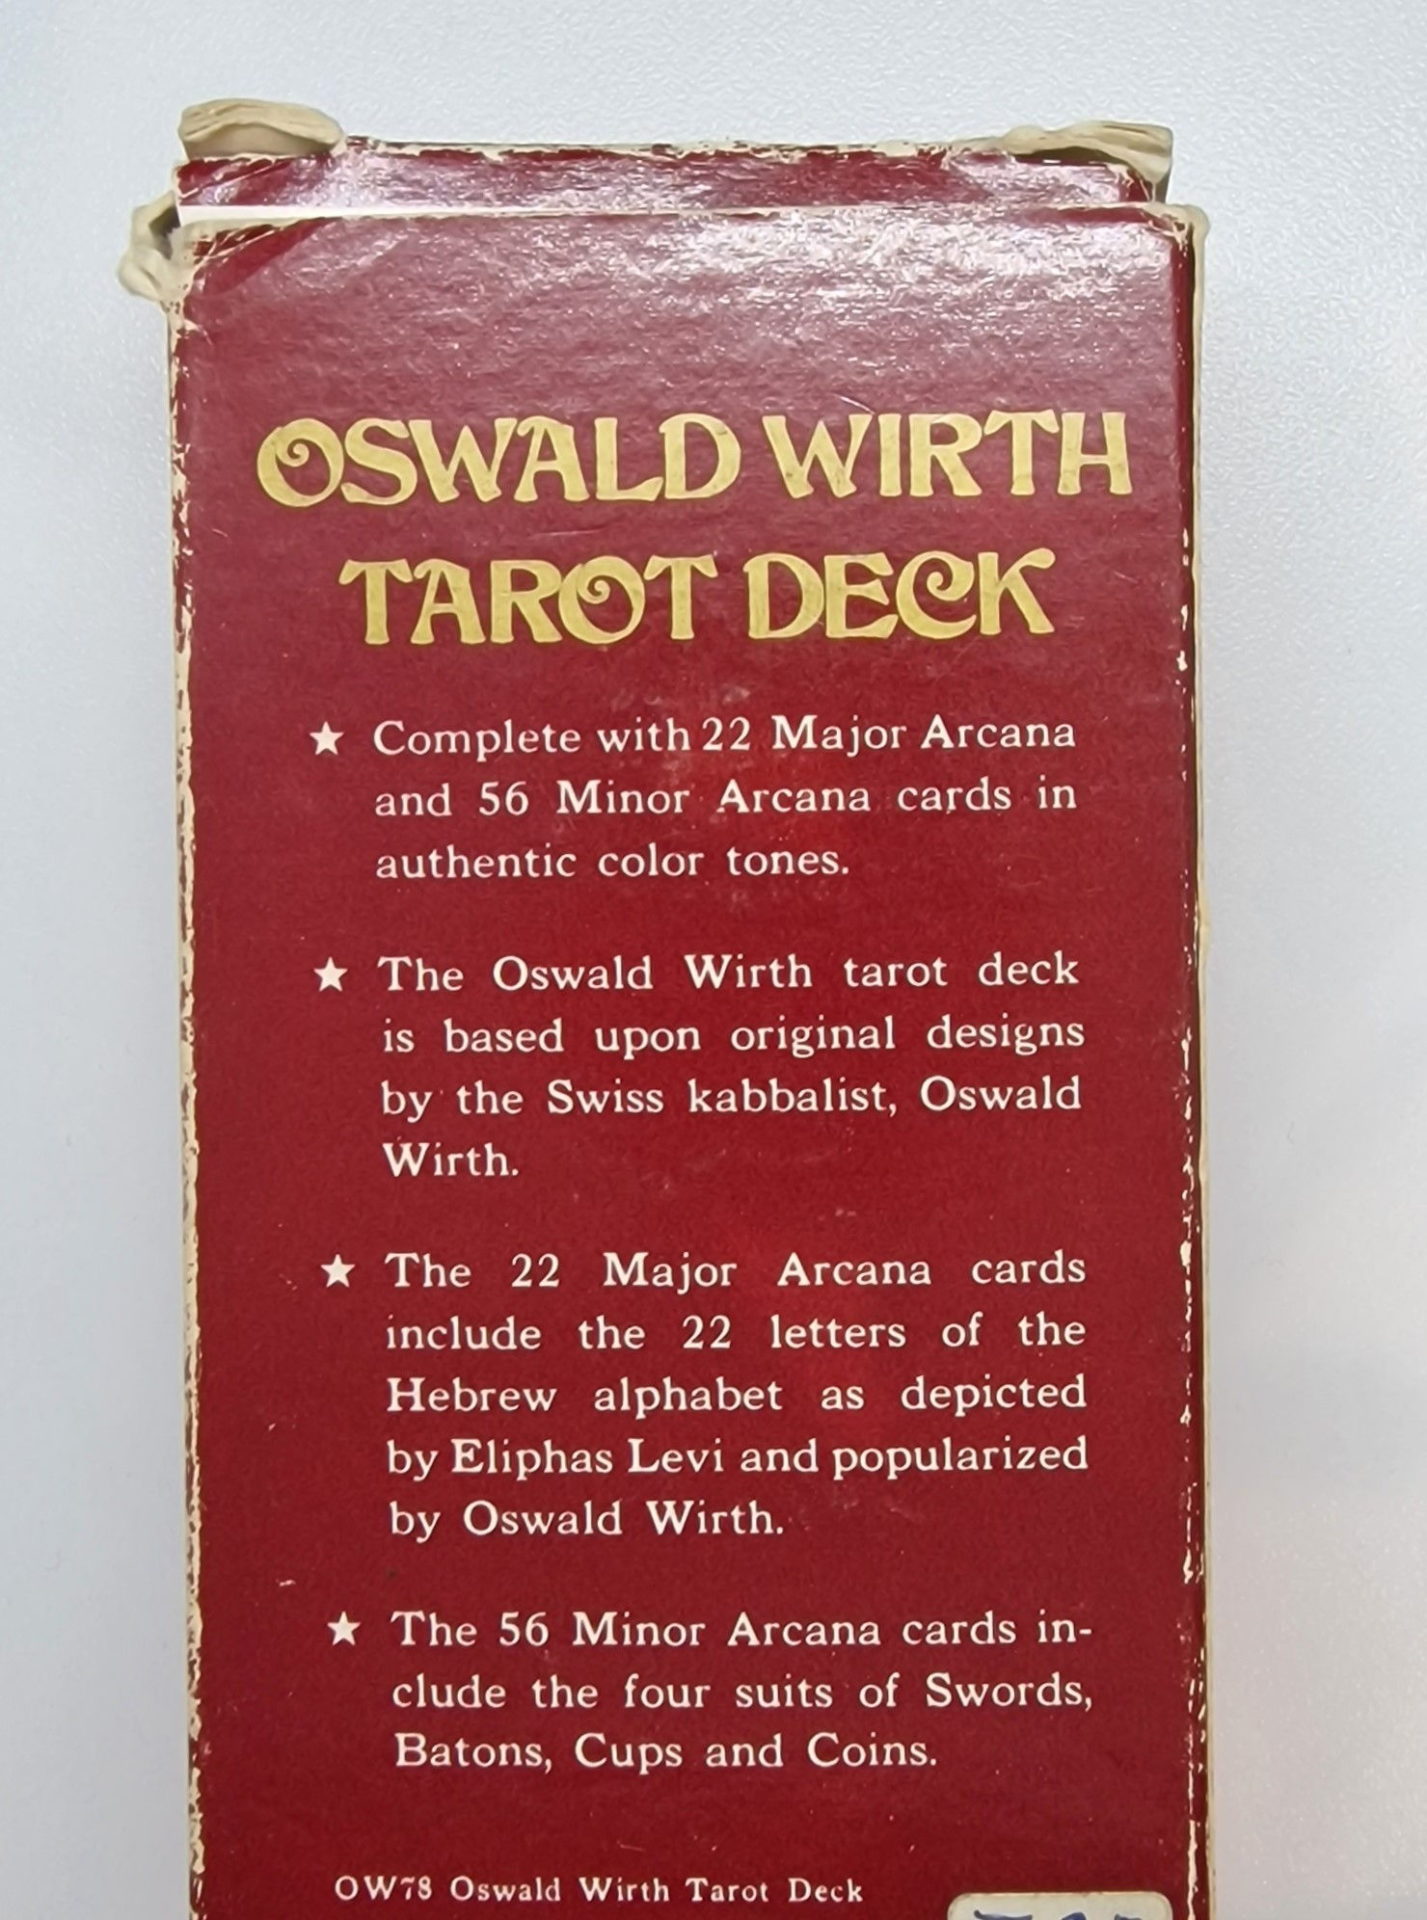 OSWALD WIRTH
TAROT DECK
★ Complete with 22 Major Arcana
and 56 Minor Arcana cards in
authentic color tones.
★ The Oswald Wirth tarot deck
is based upon original designs
by the Swiss kabbalist, Oswald
Wirth.
★ The 22 Major Arcana cards
include the 22 letters of the
Hebrew alphabet as depicted
by Eliphas Levi and popularized
by Oswald Wirth.
★ The 56 Minor Arcana cards in-
clude the four suits of Swords,
Batons, Cups and Coins.
OW78 Oswald Wirth Tarot Deck